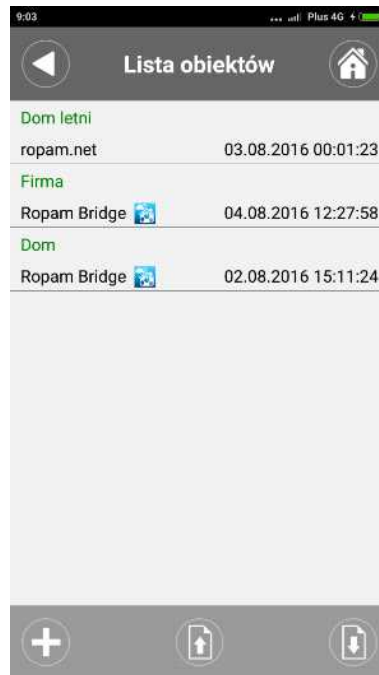 9:03 ... Plus 4G
Lista obiektów
Dom letni
ropam.net 03.08.2016 00:01:23
Firma
Ropam Bridge 04.08.2016 12:27:58
Dom
Ropam Bridge 02.08.2016 15:11:24